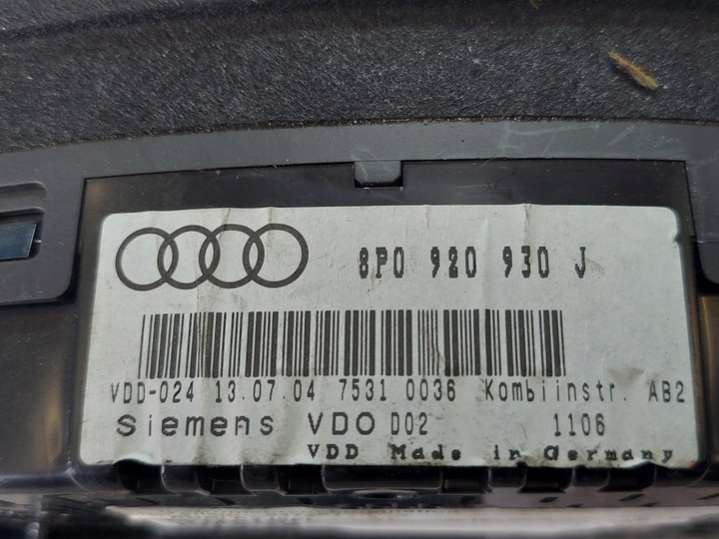 8P0 920 930 J
VDD-024 13.07.04 7531 0036 Kombiinstr. AB2
Siemens VDO D02 1106
VDD Made in Germany